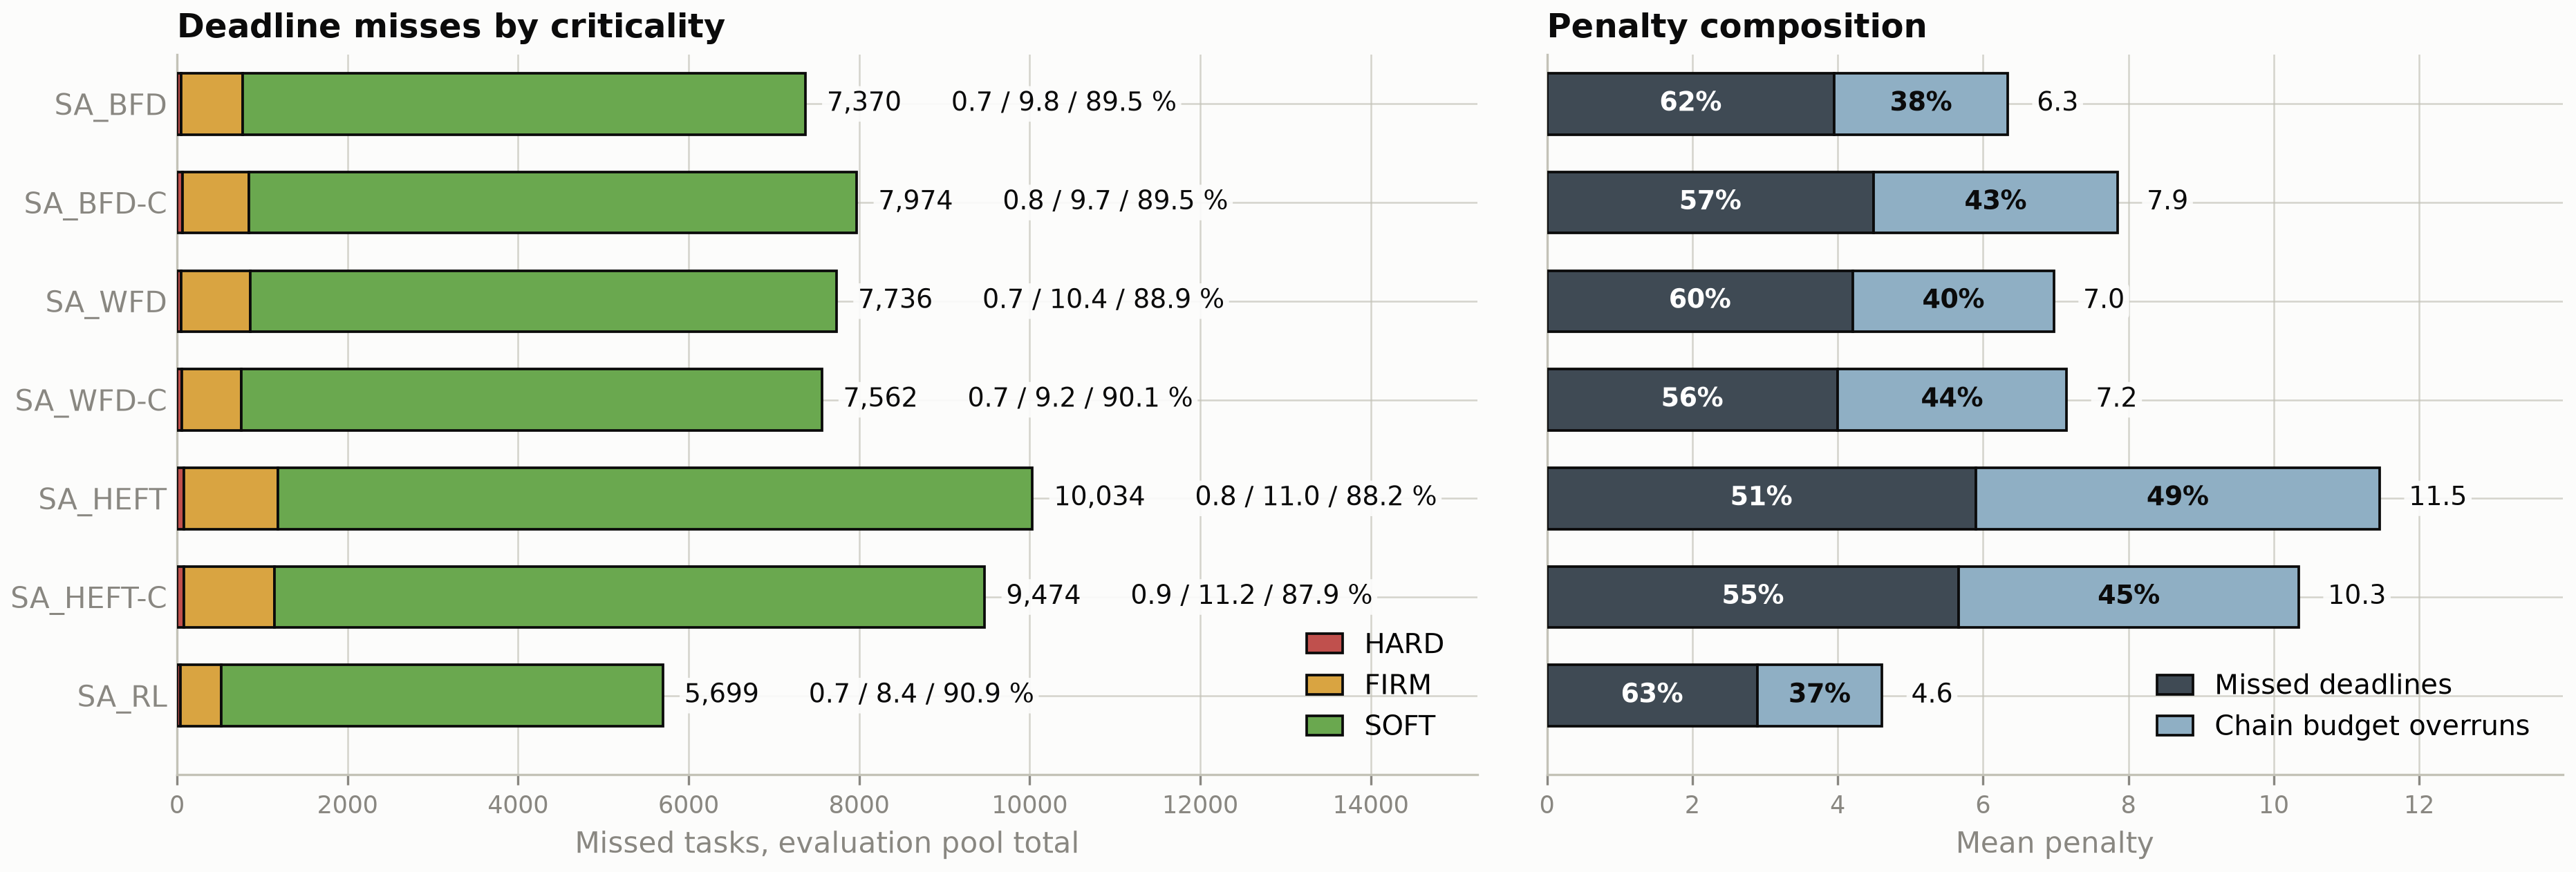 Deadline misses by criticality
SA_BFD 7,370 0.7 / 9.8 / 89.5 %
SA_BFD-C 7,974 0.8 / 9.7 / 89.5 %
SA_WFD 7,736 0.7 / 10.4 / 88.9 %
SA_WFD-C 7,562 0.7 / 9.2 / 90.1 %
SA_HEFT 10,034 0.8 / 11.0 / 88.2 %
SA_HEFT-C 9,474 0.9 / 11.2 / 87.9 %
SA_RL 5,699 0.7 / 8.4 / 90.9 %
HARD
FIRM
SOFT
0 2000 4000 6000 8000 10000 12000 14000
Missed tasks, evaluation pool total
Penalty composition
62% 38% 6.3
57% 43% 7.9
60% 40% 7.0
56% 44% 7.2
51% 49% 11.5
55% 45% 10.3
63% 37% 4.6
Missed deadlines
Chain budget overruns
0 2 4 6 8 10 12
Mean penalty